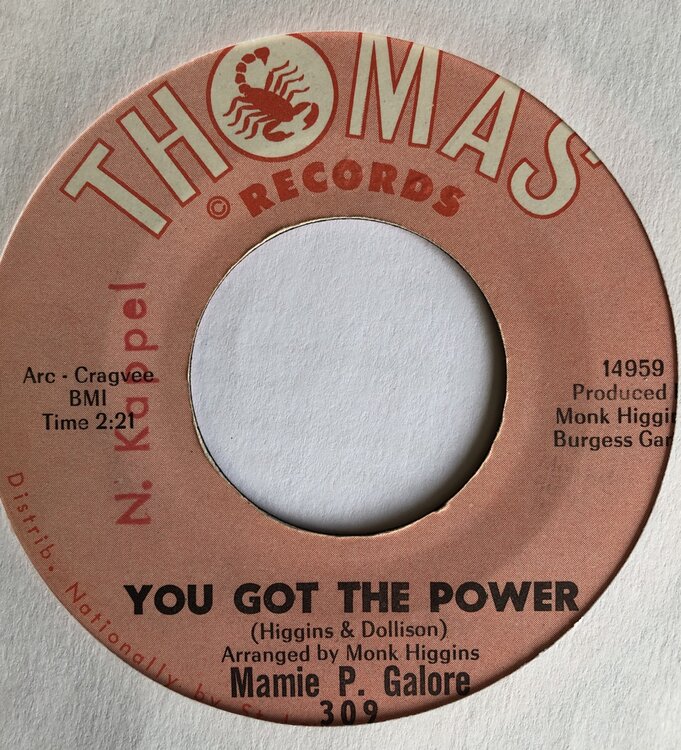 THOMAS
© RECORDS
N. Kappel
Arc - Cragvee
BMI
Time 2:21
14959
Produced
Monk Higgi
Burgess Gar
YOU GOT THE POWER
(Higgins & Dollison)
Arranged by Monk Higgins
Mamie P. Galore
309
Distrib. Nationally by